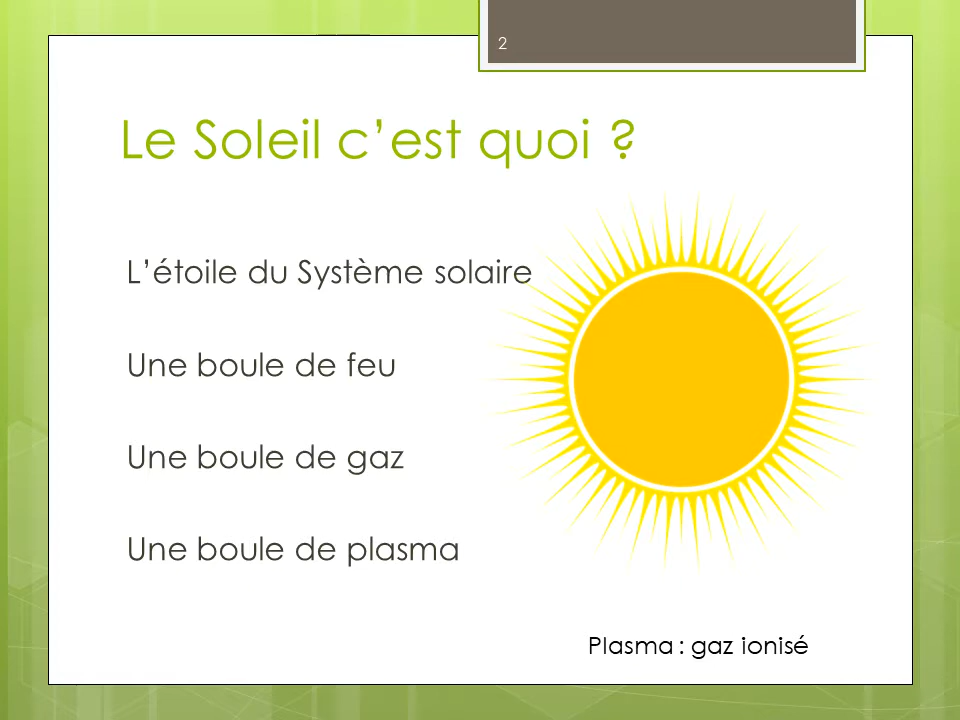 2
Le Soleil c’est quoi ?
L’étoile du Système solaire
Une boule de feu
Une boule de gaz
Une boule de plasma
Plasma : gaz ionisé